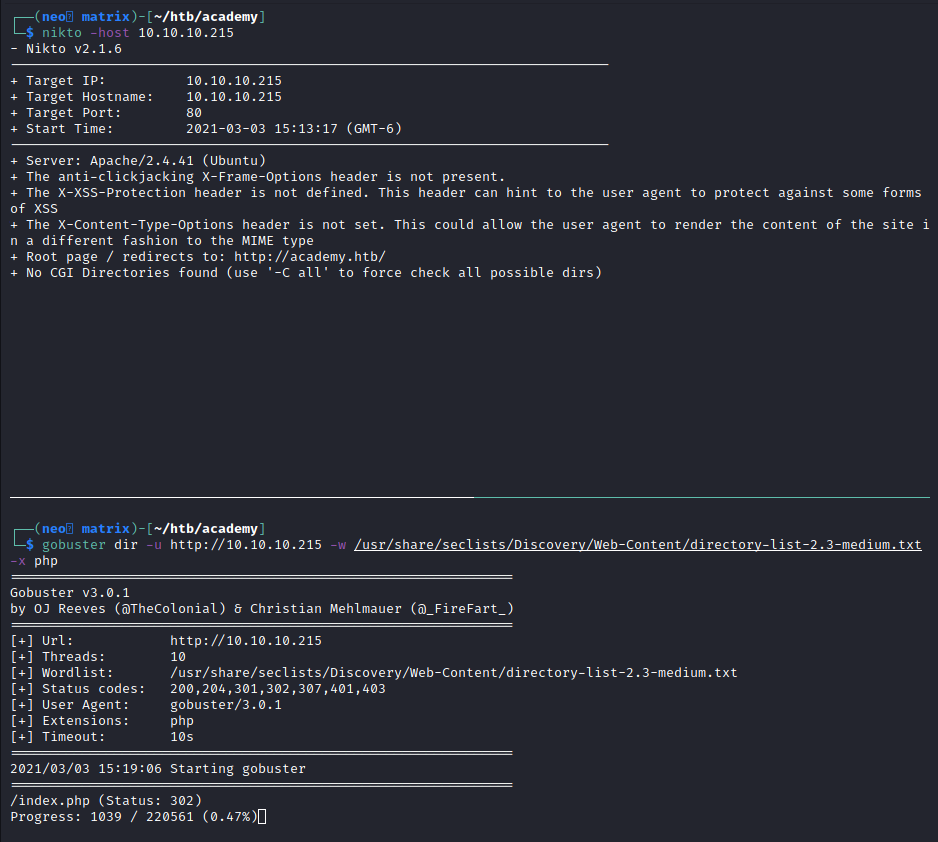 ┌──(neo㉿ matrix)-[~/htb/academy]
└─$ nikto -host 10.10.10.215
- Nikto v2.1.6
+ Target IP:          10.10.10.215
+ Target Hostname:    10.10.10.215
+ Target Port:        80
+ Start Time:         2021-03-03 15:13:17 (GMT-6)
+ Server: Apache/2.4.41 (Ubuntu)
+ The anti-clickjacking X-Frame-Options header is not present.
+ The X-XSS-Protection header is not defined. This header can hint to the user agent to protect against some forms
of XSS
+ The X-Content-Type-Options header is not set. This could allow the user agent to render the content of the site i
n a different fashion to the MIME type
+ Root page / redirects to: http://academy.htb/
+ No CGI Directories found (use '-C all' to force check all possible dirs)
┌──(neo㉿ matrix)-[~/htb/academy]
└─$ gobuster dir -u http://10.10.10.215 -w /usr/share/seclists/Discovery/Web-Content/directory-list-2.3-medium.txt
-x php
Gobuster v3.0.1
by OJ Reeves (@TheColonial) & Christian Mehlmauer (@_FireFart_)
[+] Url:            http://10.10.10.215
[+] Threads:        10
[+] Wordlist:       /usr/share/seclists/Discovery/Web-Content/directory-list-2.3-medium.txt
[+] Status codes:   200,204,301,302,307,401,403
[+] User Agent:     gobuster/3.0.1
[+] Extensions:     php
[+] Timeout:        10s
2021/03/03 15:19:06 Starting gobuster
/index.php (Status: 302)
Progress: 1039 / 220561 (0.47%)